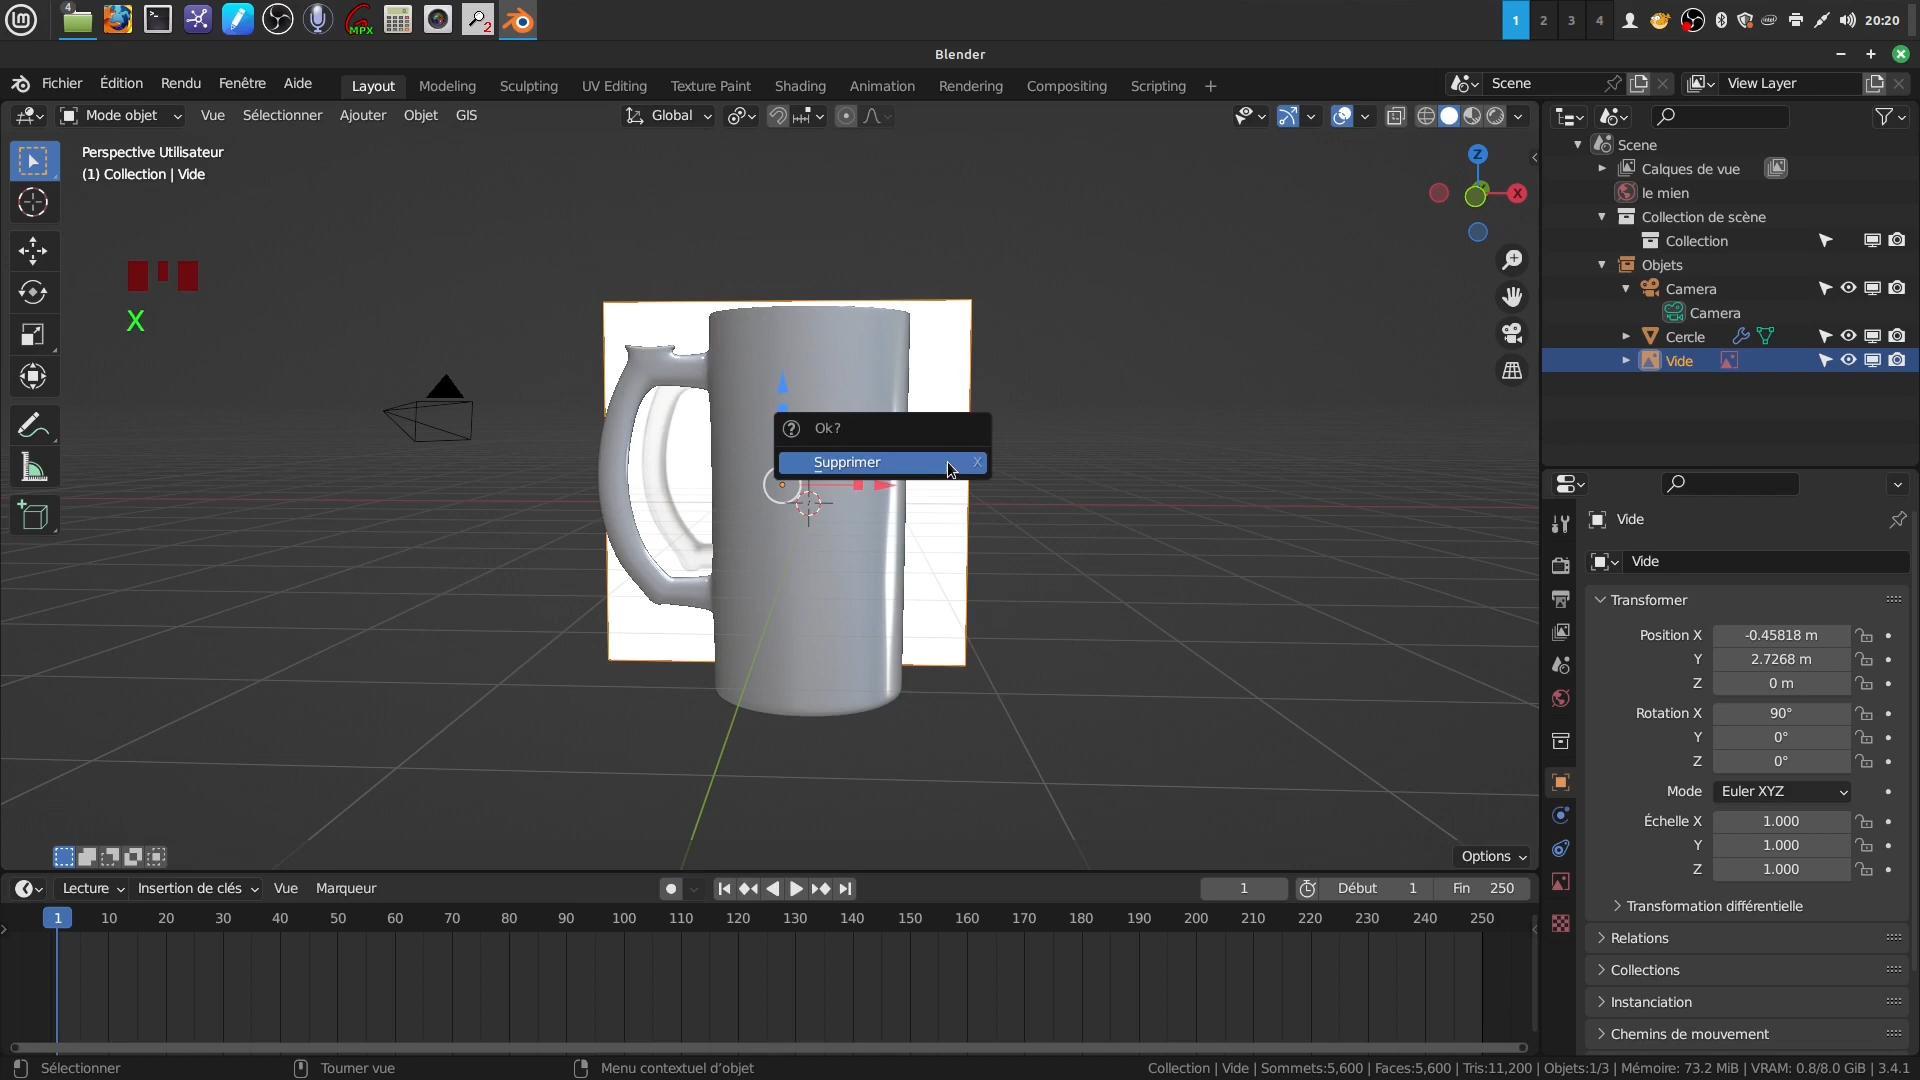 4
MPX
2
1 2 3 4
20:20
Blender
Fichier Édition Rendu Fenêtre Aide
Layout Modeling Sculpting UV Editing Texture Paint Shading Animation Rendering Compositing Scripting +
Scene
View Layer
Mode objet Vue Sélectionner Ajouter Objet GIS
Global
Perspective Utilisateur
(1) Collection | Vide
X
Z
X
Ok?
Supprimer X
Options
Scene
Calques de vue
le mien
Collection de scène
Collection
Objets
Camera
Camera
Cercle
Vide
Vide
Vide
Transformer
Position X -0.45818 m
Y 2.7268 m
Z 0 m
Rotation X 90°
Y 0°
Z 0°
Mode Euler XYZ
Échelle X 1.000
Y 1.000
Z 1.000
Transformation différentielle
Relations
Collections
Instanciation
Chemins de mouvement
Lecture Insertion de clés Vue Marqueur
1 Début 1 Fin 250
1 10 20 30 40 50 60 70 80 90 100 110 120 130 140 150 160 170 180 190 200 210 220 230 240 250
Sélectionner Tourner vue Menu contextuel d'objet
Collection | Vide | Sommets:5,600 | Faces:5,600 | Tris:11,200 | Objets:1/3 | Mémoire: 73.2 MiB | VRAM: 0.8/8.0 GiB | 3.4.1